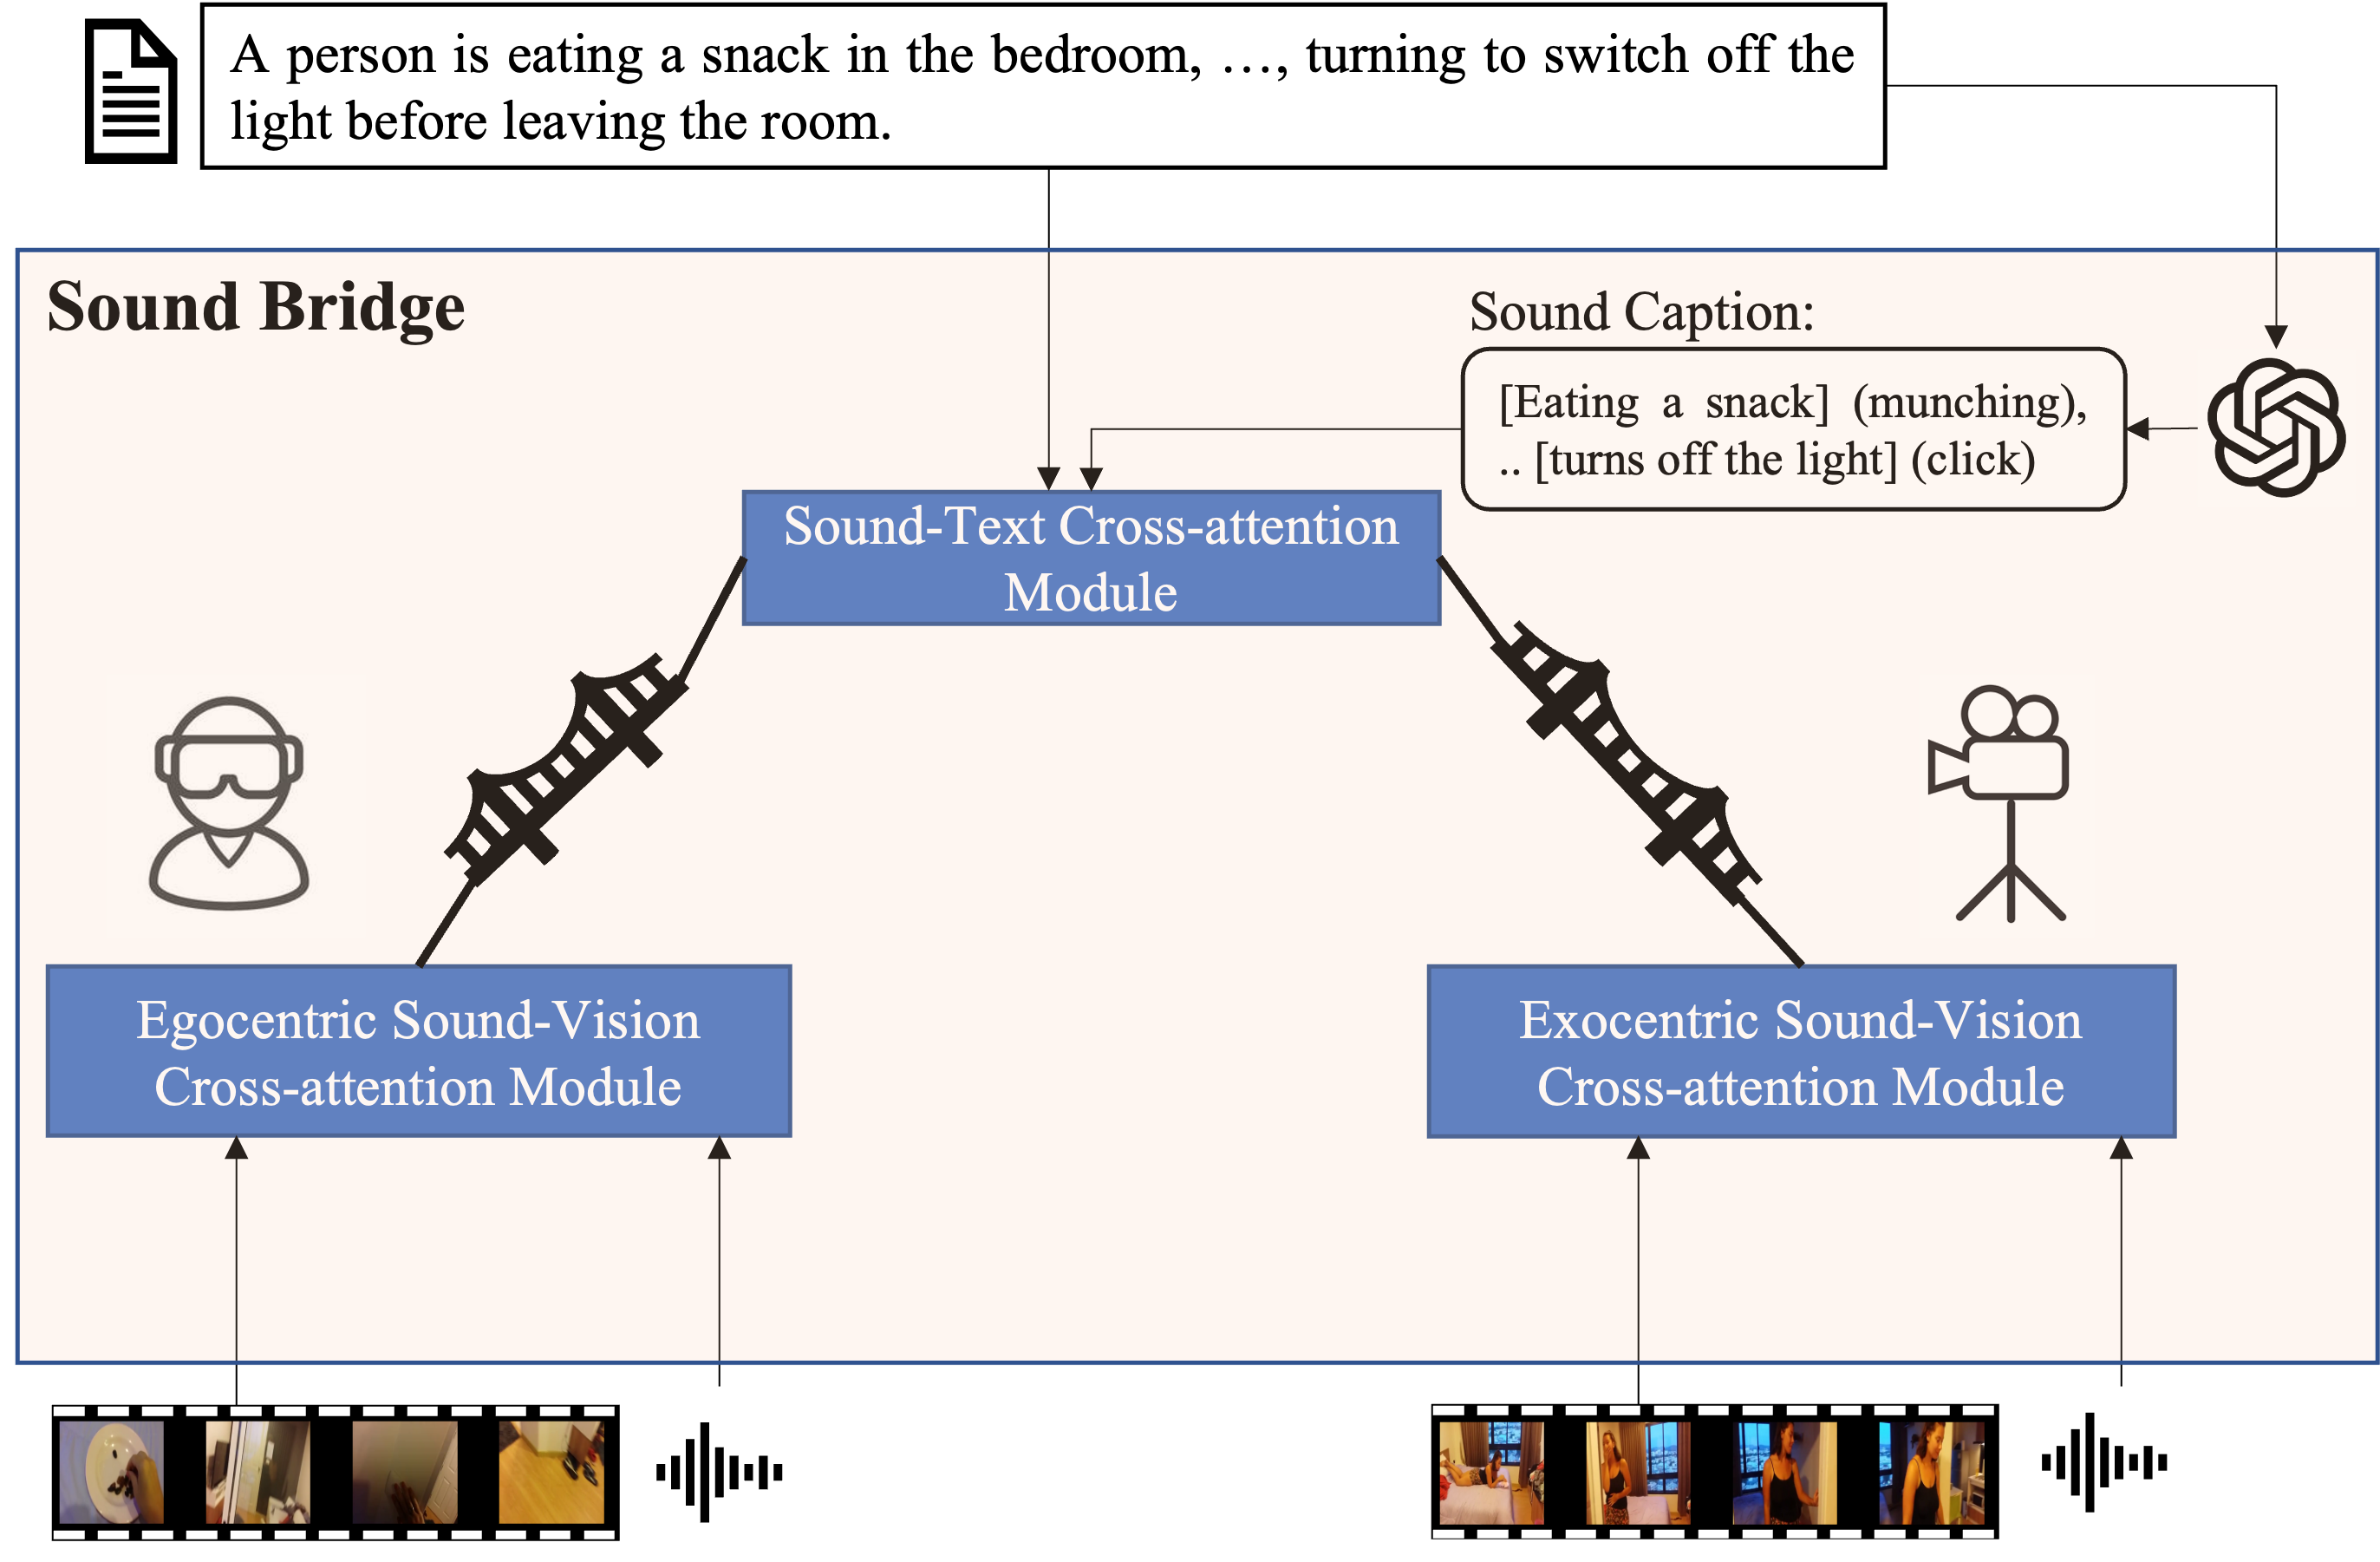 A person is eating a snack in the bedroom, …, turning to switch off the
light before leaving the room.
Sound Bridge
Sound Caption:
[Eating a snack] (munching),
.. [turns off the light] (click)
Sound-Text Cross-attention
Module
Egocentric Sound-Vision
Cross-attention Module
Exocentric Sound-Vision
Cross-attention Module